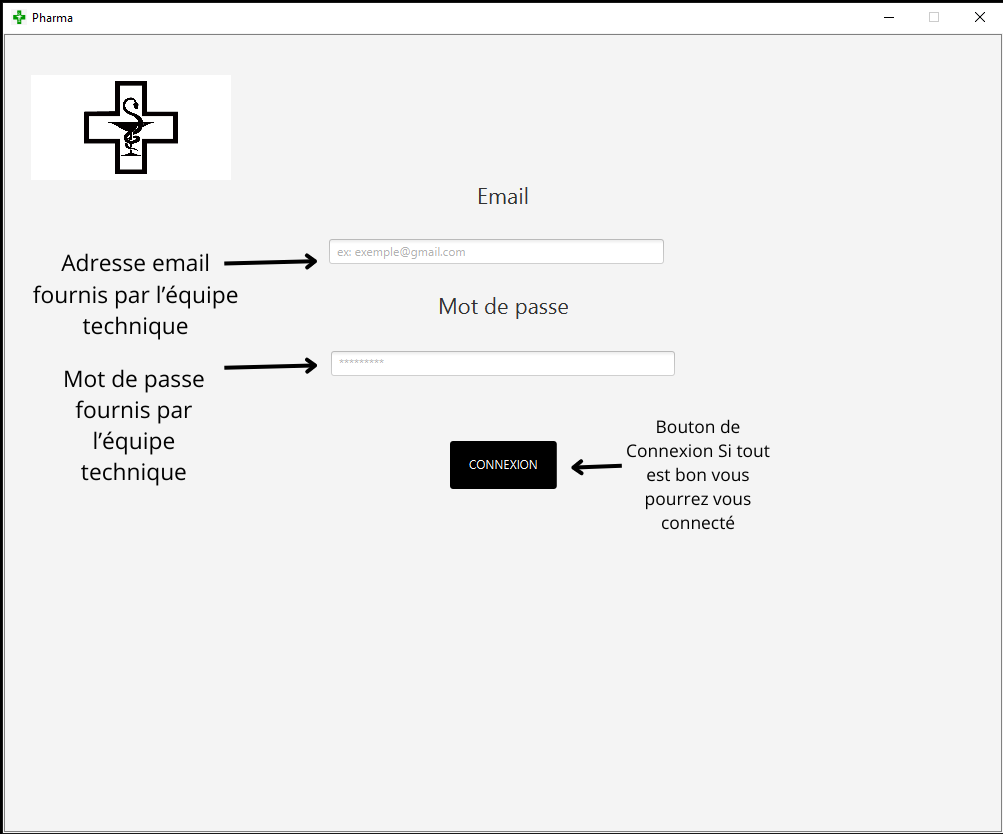 Pharma
Email
ex: exemple@gmail.com
Adresse email
fournis par l’équipe
technique
Mot de passe
*********
Mot de passe
fournis par
l’équipe
technique
CONNEXION
Bouton de
Connexion Si tout
est bon vous
pourrez vous
connecté